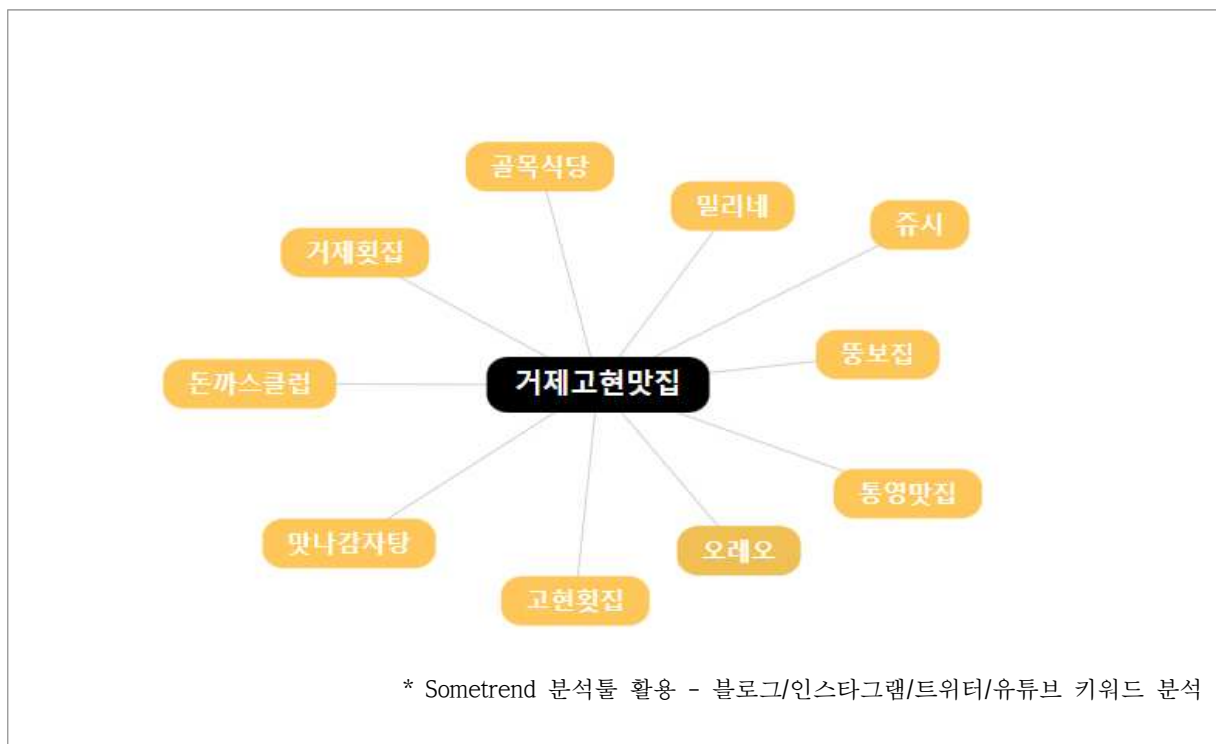 골목식당
밀리네
쥬시
거제횟집
뚱보집
돈까스클럽
거제고현맛집
통영맛집
맛나감자탕
오레오
고현횟집
* Sometrend 분석툴 활용 - 블로그/인스타그램/트위터/유튜브 키워드 분석